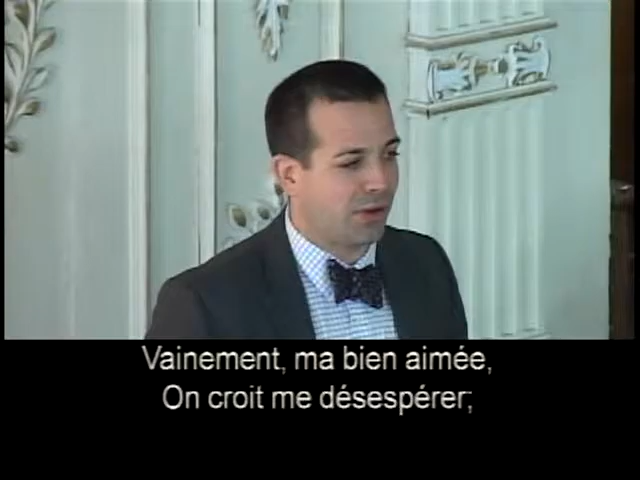 Vainement, ma bien aimée,
On croit me désespérer;